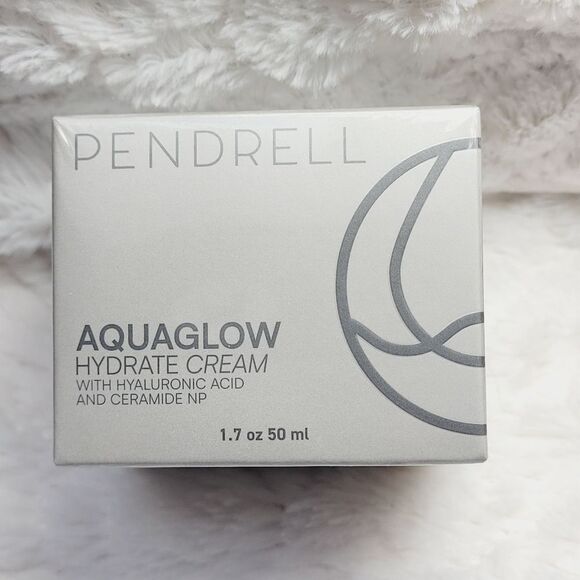 PENDRELL
AQUAGLOW
HYDRATE CREAM
WITH HYALURONIC ACID
AND CERAMIDE NP
1.7 oz 50 ml